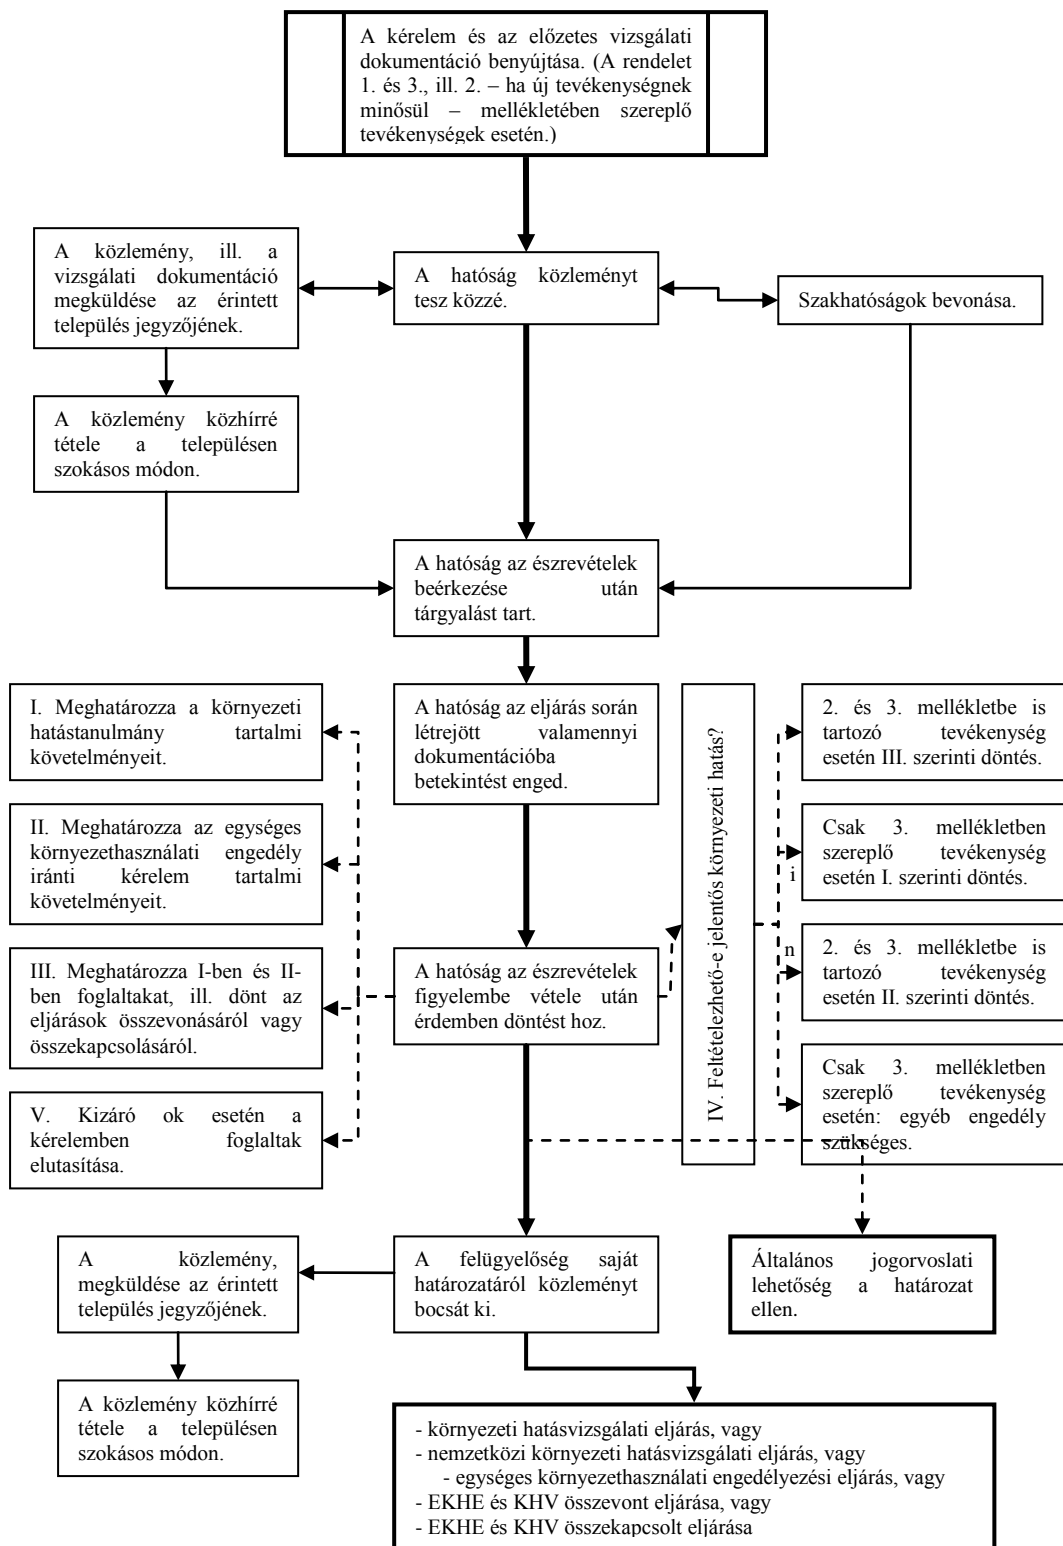 A kérelem és az előzetes vizsgálati
dokumentáció benyújtása. (A rendelet
1. és 3., ill. 2. – ha új tevékenységnek
minősül – mellékletében szereplő
tevékenységek esetén.)
A közlemény, ill. a
vizsgálati dokumentáció
megküldése az érintett
település jegyzőjének.
A hatóság közleményt
tesz közzé.
Szakhatóságok bevonása.
A közlemény közhírré
tétele a településen
szokásos módon.
A hatóság az észrevételek
beérkezése után
tárgyalást tart.
I. Meghatározza a környezeti
hatástanulmány tartalmi
követelményeit.
A hatóság az eljárás során
létrejött valamennyi
dokumentációba
betekintést enged.
IV. Feltételezhető-e jelentős környezeti hatás?
2. és 3. mellékletbe is
tartozó tevékenység
esetén III. szerinti döntés.
II. Meghatározza az egységes
környezethasználati engedély
iránti kérelem tartalmi
követelményeit.
Csak 3. mellékletben
szereplő tevékenység
esetén I. szerinti döntés.
i
n
III. Meghatározza I-ben és II-
ben foglaltakat, ill. dönt az
eljárások összevonásáról vagy
összekapcsolásáról.
A hatóság az észrevételek
figyelembe vétele után
érdemben döntést hoz.
2. és 3. mellékletbe is
tartozó tevékenység
esetén II. szerinti döntés.
V. Kizáró ok esetén a
kérelemben foglaltak
elutasítása.
Csak 3. mellékletben
szereplő tevékenység
esetén: egyéb engedély
szükséges.
A közlemény,
megküldése az érintett
település jegyzőjének.
A felügyelőség saját
határozatáról közleményt
bocsát ki.
Általános jogorvoslati
lehetőség a határozat
ellen.
A közlemény közhírré
tétele a településen
szokásos módon.
- környezeti hatásvizsgálati eljárás, vagy
- nemzetközi környezeti hatásvizsgálati eljárás, vagy
- egységes környezethasználati engedélyezési eljárás, vagy
- EKHE és KHV összevont eljárása, vagy
- EKHE és KHV összekapcsolt eljárása